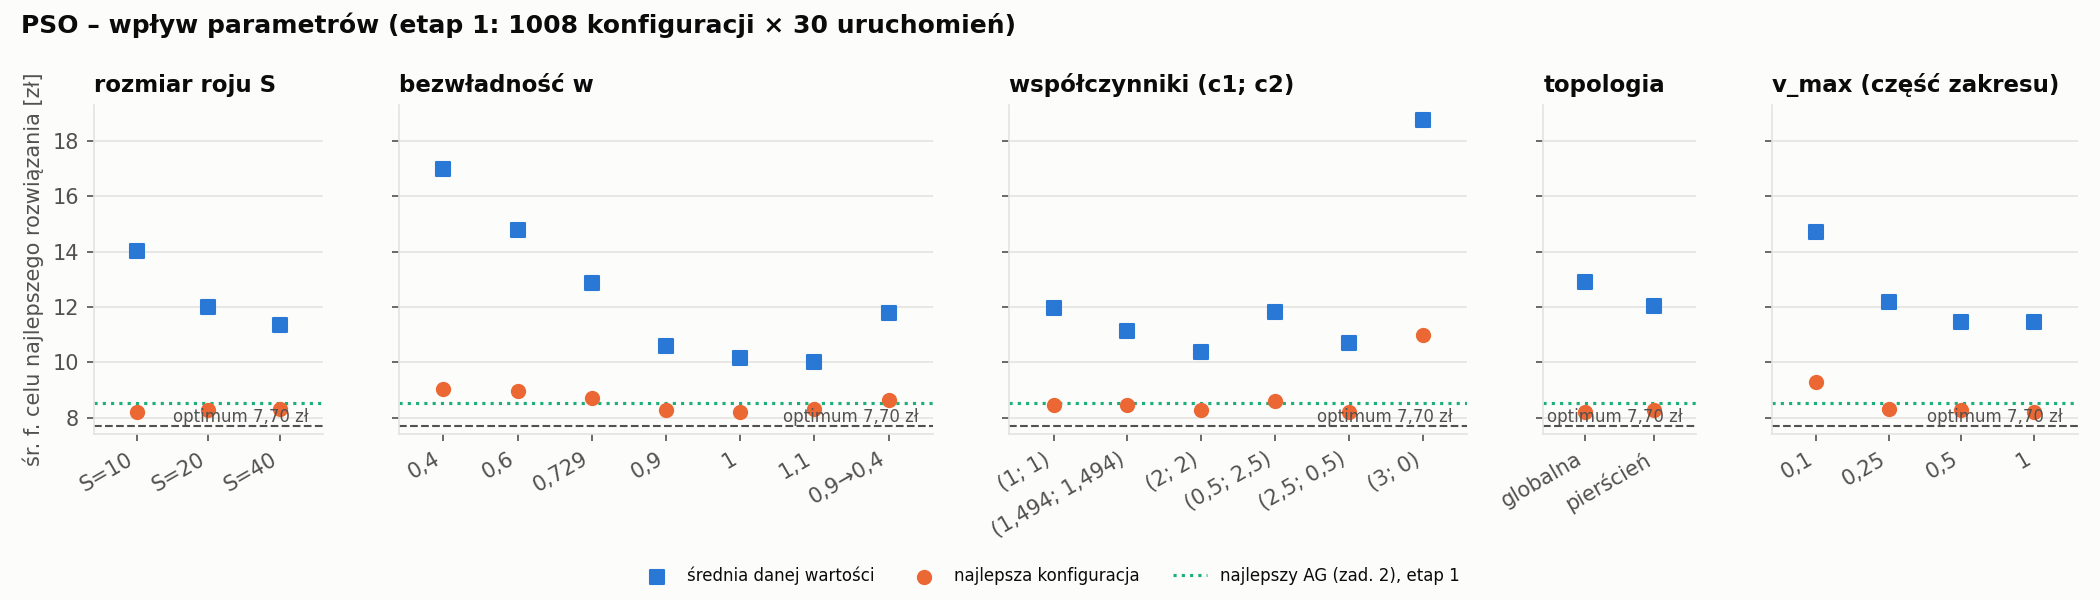 PSO – wpływ parametrów (etap 1: 1008 konfiguracji × 30 uruchomień)
śr. f. celu najlepszego rozwiązania [zł]
rozmiar roju S
18
16
14
12
10
8
optimum 7,70 zł
S=10
S=20
S=40
bezwładność w
optimum 7,70 zł
0,4
0,6
0,729
0,9
1
1,1
0,9→0,4
współczynniki (c1; c2)
optimum 7,70 zł
(1; 1)
(1,494; 1,494)
(2; 2)
(0,5; 2,5)
(2,5; 0,5)
(3; 0)
topologia
optimum 7,70 zł
globalna
pierścień
v_max (część zakresu)
optimum 7,70 zł
0,1
0,25
0,5
1
średnia danej wartości
najlepsza konfiguracja
najlepszy AG (zad. 2), etap 1